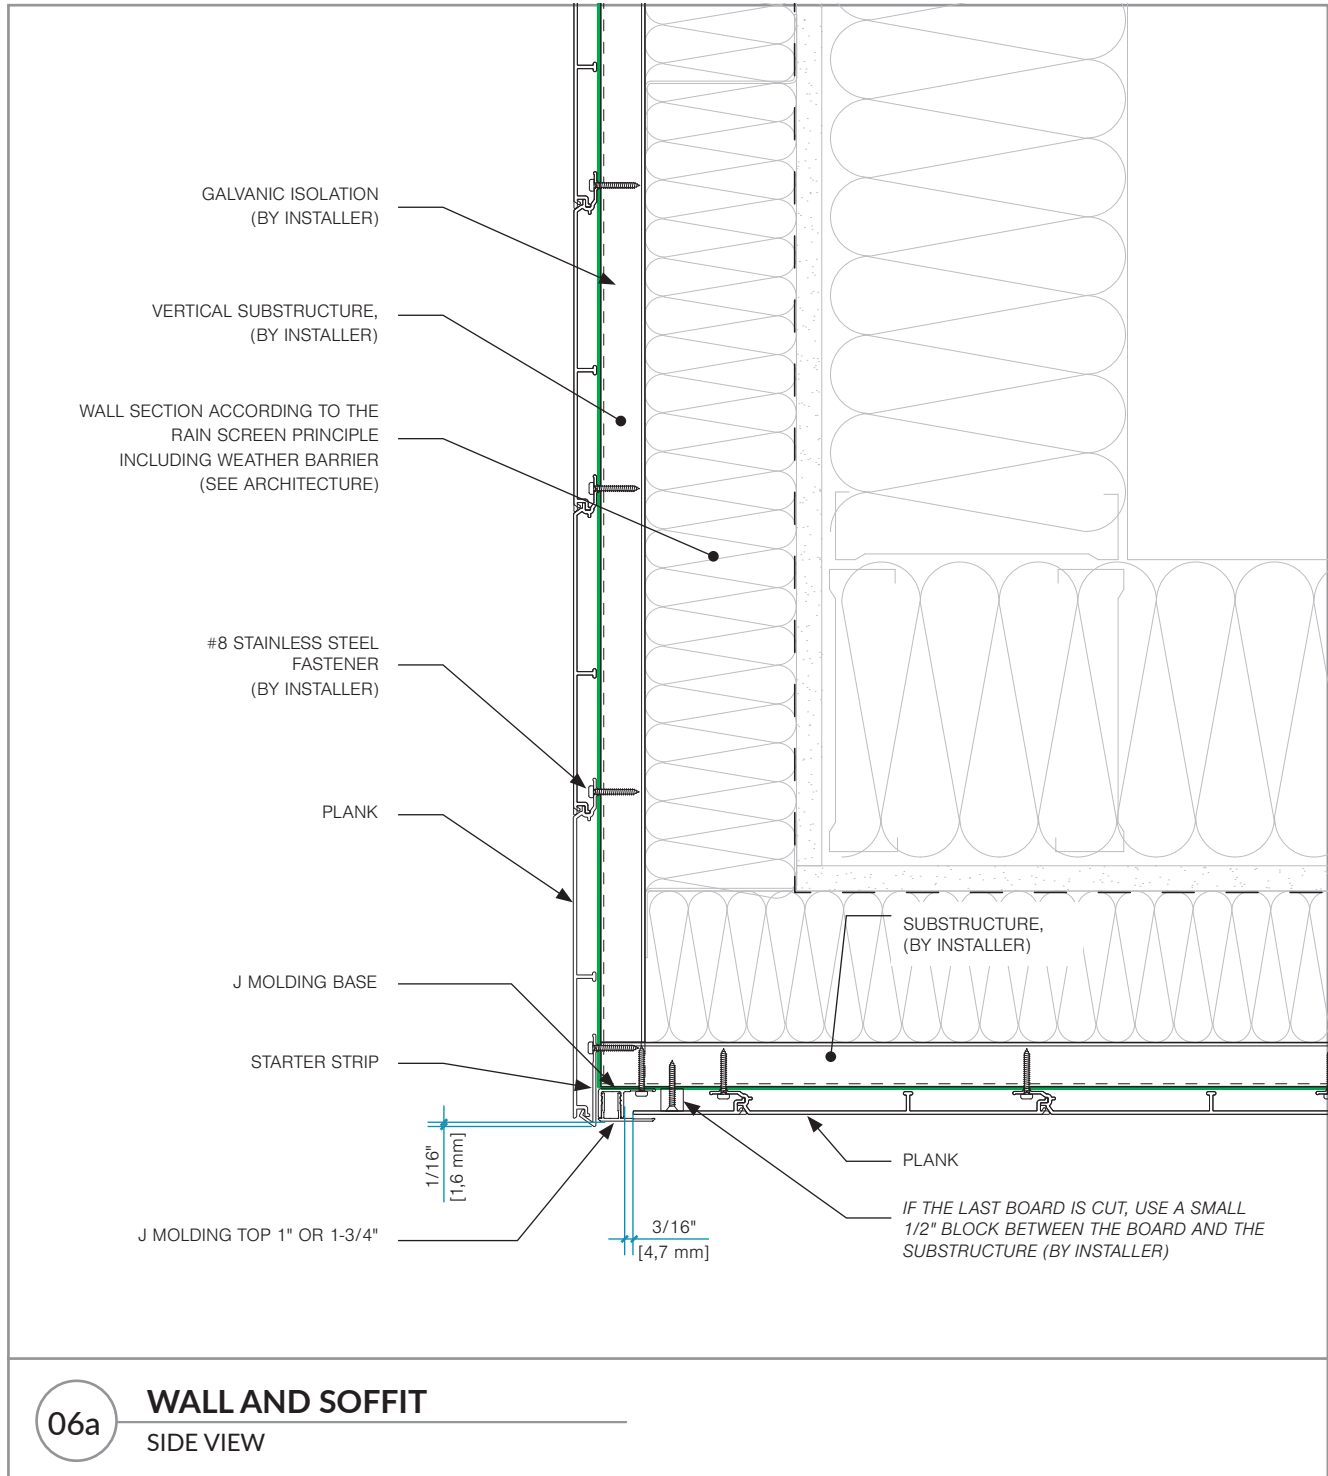 GALVANIC ISOLATION
(BY INSTALLER)
VERTICAL SUBSTRUCTURE,
(BY INSTALLER)
WALL SECTION ACCORDING TO THE
RAIN SCREEN PRINCIPLE
INCLUDING WEATHER BARRIER
(SEE ARCHITECTURE)
#8 STAINLESS STEEL
FASTENER
(BY INSTALLER)
PLANK
J MOLDING BASE
STARTER STRIP
SUBSTRUCTURE,
(BY INSTALLER)
1/16"
[1,6 mm]
J MOLDING TOP 1" OR 1-3/4"
3/16"
[4,7 mm]
PLANK
IF THE LAST BOARD IS CUT, USE A SMALL
1/2" BLOCK BETWEEN THE BOARD AND THE
SUBSTRUCTURE (BY INSTALLER)
06a
WALL AND SOFFIT
SIDE VIEW